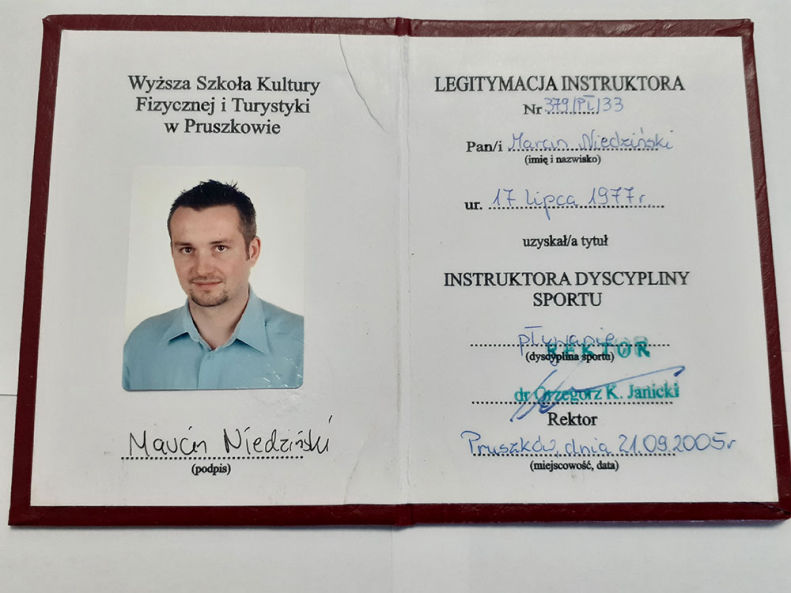 Wyższa Szkoła Kultury
Fizycznej i Turystyki
w Pruszkowie
Marcin Niedziński
(podpis)
LEGITYMACJA INSTRUKTORA
Nr 379/PŁ/33
Pan/i Marcin Niedziński
(imię i nazwisko)
ur. 17 lipca 1977r.
uzyskał/a tytuł
INSTRUKTORA DYSCYPLINY
SPORTU
pływanie
REKTOR
(dyscyplina sportu)
dr Grzegorz K. Janicki
Rektor
Pruszków, dnia 21.09.2005r
(miejscowość, data)